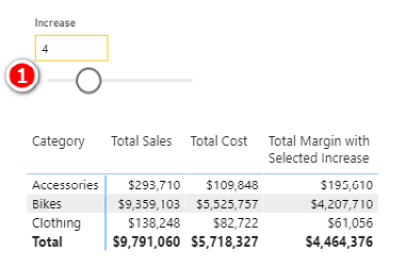 Increase
4
1
Category Total Sales Total Cost Total Margin with
Selected Increase
Accessories $293,710 $109,848 $195,610
Bikes $9,359,103 $5,525,757 $4,207,710
Clothing $138,248 $82,722 $61,056
Total $9,791,060 $5,718,327 $4,464,376